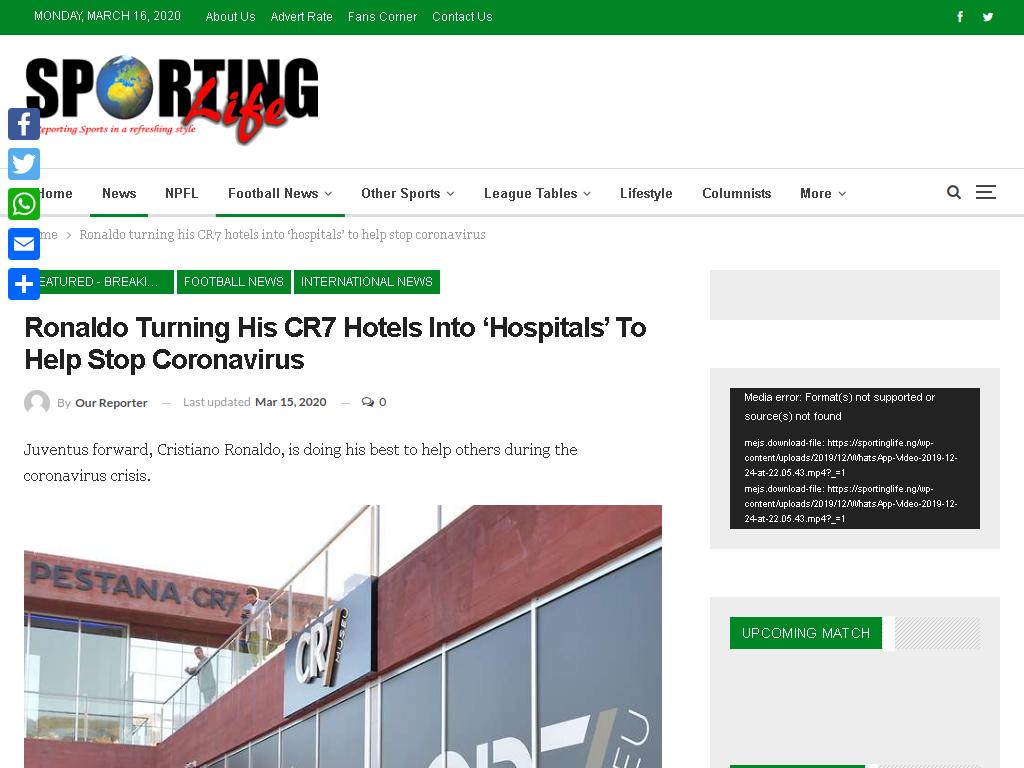 MONDAY, MARCH 16, 2020
About Us
Advert Rate
Fans Corner
Contact Us
SPORTING
Life
Reporting Sports in a refreshing style
Home
News
NPFL
Football News
Other Sports
League Tables
Lifestyle
Columnists
More
me
Ronaldo turning his CR7 hotels into ‘hospitals’ to help stop coronavirus
EATURED - BREAKI...
FOOTBALL NEWS
INTERNATIONAL NEWS
Ronaldo Turning His CR7 Hotels Into ‘Hospitals’ To
Help Stop Coronavirus
By Our Reporter — Last updated Mar 15, 2020 — 0
Juventus forward, Cristiano Ronaldo, is doing his best to help others during the
coronavirus crisis.
PESTANA CR7
CR7
MUSEU
Media error: Format(s) not supported or
source(s) not found
mejs.download-file: https://sportinglife.ng/wp-
content/uploads/2019/12/WhatsApp-Video-2019-12-
24-at-22.05.43.mp4?_=1
mejs.download-file: https://sportinglife.ng/wp-
content/uploads/2019/12/WhatsApp-Video-2019-12-
24-at-22.05.43.mp4?_=1
UPCOMING MATCH